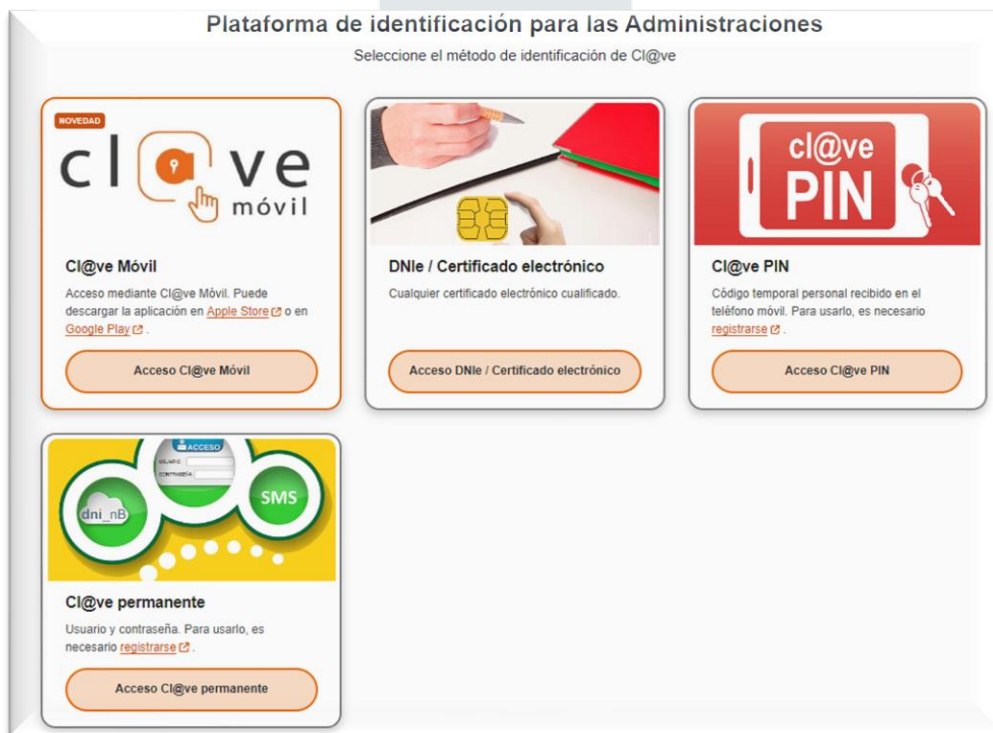 Plataforma de identificación para las Administraciones
Seleccione el método de identificación de Cl@ve
NOVEDAD
cl@ve
móvil
Cl@ve Móvil
Acceso mediante Cl@ve Móvil. Puede
descargar la aplicación en Apple Store o en
Google Play .
Acceso Cl@ve Móvil
DNIe / Certificado electrónico
Cualquier certificado electrónico cualificado.
Acceso DNIe / Certificado electrónico
cl@ve
PIN
Cl@ve PIN
Código temporal personal recibido en el
teléfono móvil. Para usarlo, es necesario
registrarse .
Acceso Cl@ve PIN
ACCESO
USUARIO
CONTRASEÑA
dni_nB
SMS
Cl@ve permanente
Usuario y contraseña. Para usarlo, es
necesario registrarse .
Acceso Cl@ve permanente